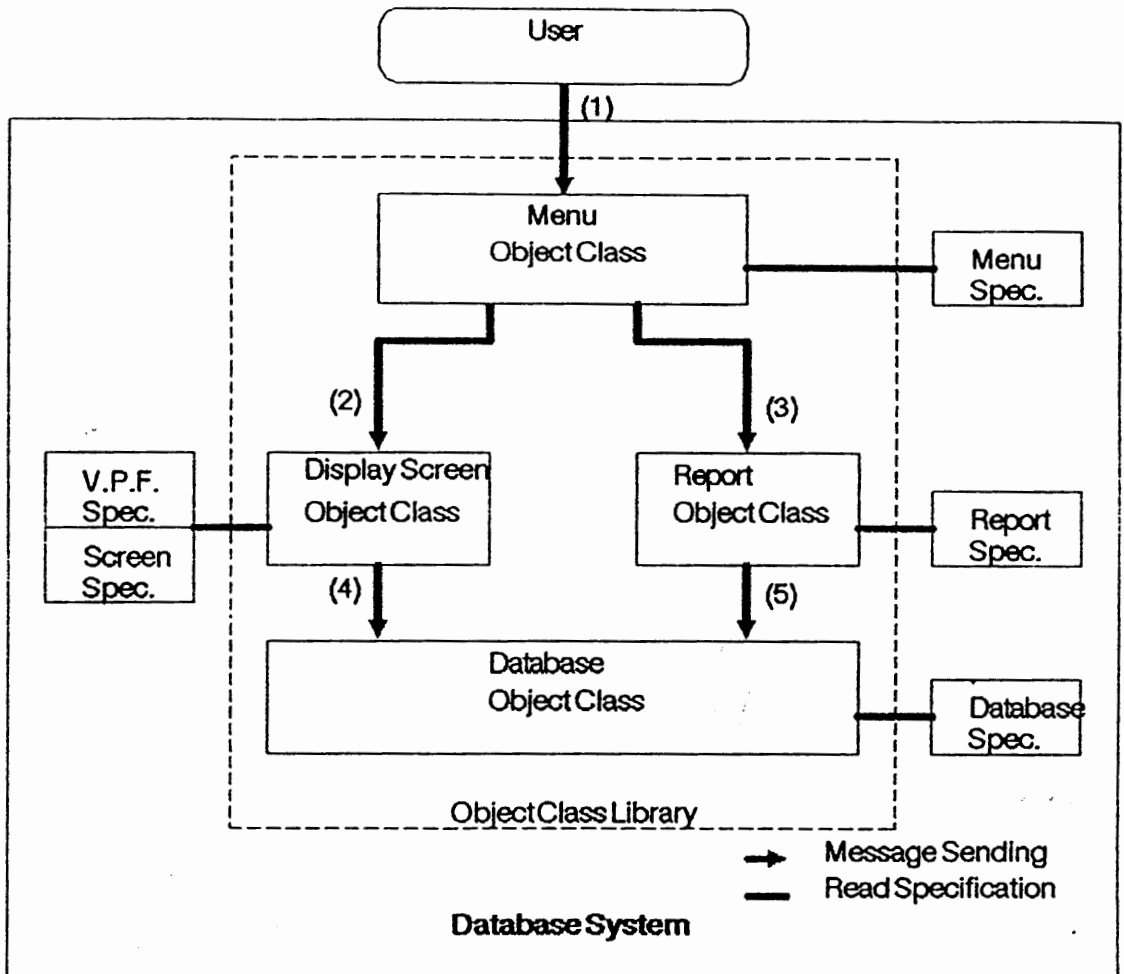 User
(1)
Menu
Object Class
Menu
Spec.
(2)
(3)
V.P.F.
Spec.
Screen
Spec.
Display Screen
Object Class
Report
Object Class
Report
Spec.
(4)
(5)
Database
Object Class
Database
Spec.
Object Class Library
Message Sending
Read Specification
Database System